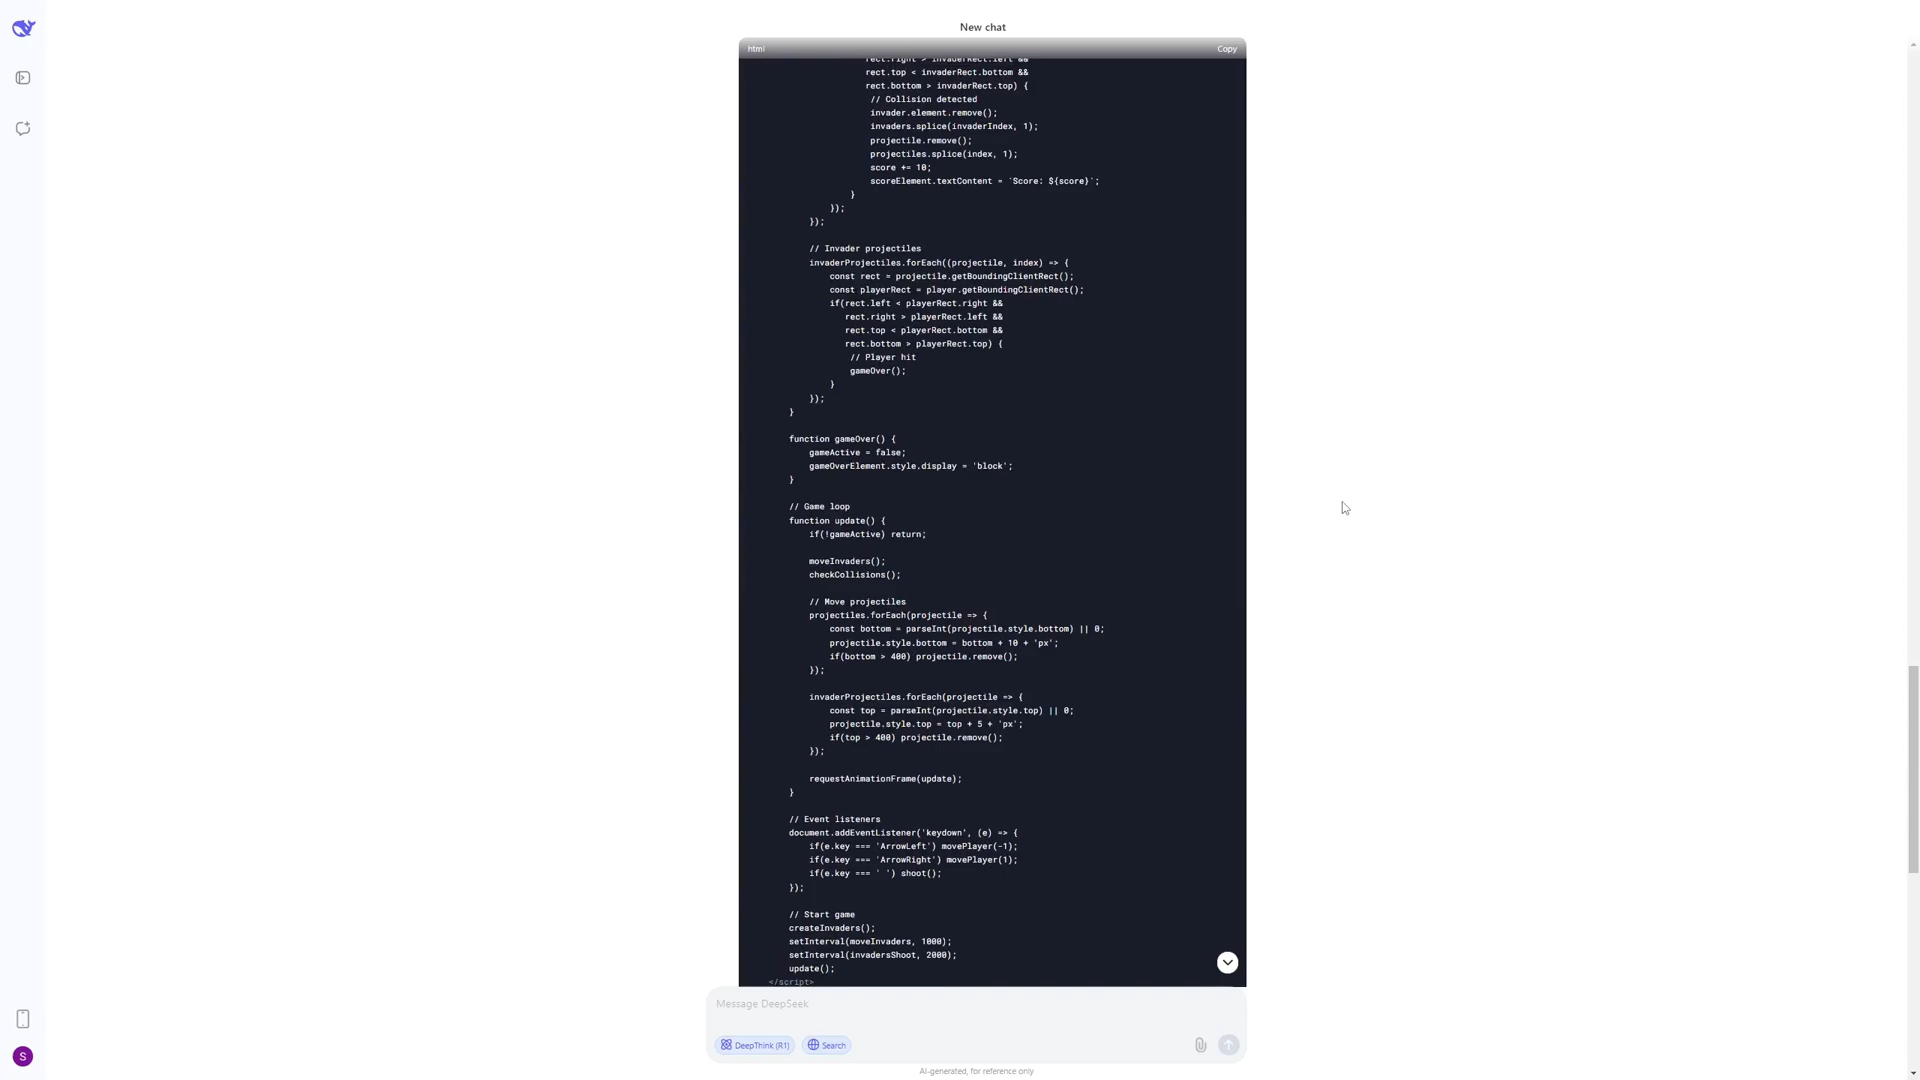 New chat
html
Copy
rect.right > invaderRect.left &&
rect.top < invaderRect.bottom &&
rect.bottom > invaderRect.top) {
// Collision detected
invader.element.remove();
invaders.splice(invaderIndex, 1);
projectile.remove();
projectiles.splice(index, 1);
score += 10;
scoreElement.textContent = `Score: ${score}`;
}
});
});
// Invader projectiles
invaderProjectiles.forEach((projectile, index) => {
const rect = projectile.getBoundingClientRect();
const playerRect = player.getBoundingClientRect();
if(rect.left < playerRect.right &&
rect.right > playerRect.left &&
rect.top < playerRect.bottom &&
rect.bottom > playerRect.top) {
// Player hit
gameOver();
}
});
}
function gameOver() {
gameActive = false;
gameOverElement.style.display = 'block';
}
// Game loop
function update() {
if(!gameActive) return;
moveInvaders();
checkCollisions();
// Move projectiles
projectiles.forEach(projectile => {
const bottom = parseInt(projectile.style.bottom) || 0;
projectile.style.bottom = bottom + 10 + 'px';
if(bottom > 400) projectile.remove();
});
invaderProjectiles.forEach(projectile => {
const top = parseInt(projectile.style.top) || 0;
projectile.style.top = top + 5 + 'px';
if(top > 400) projectile.remove();
});
requestAnimationFrame(update);
}
// Event listeners
document.addEventListener('keydown', (e) => {
if(e.key === 'ArrowLeft') movePlayer(-1);
if(e.key === 'ArrowRight') movePlayer(1);
if(e.key === ' ') shoot();
});
// Start game
createInvaders();
setInterval(moveInvaders, 1000);
setInterval(invadersShoot, 2000);
update();
</script>
Message DeepSeek
DeepThink (R1)
Search
S
AI-generated, for reference only